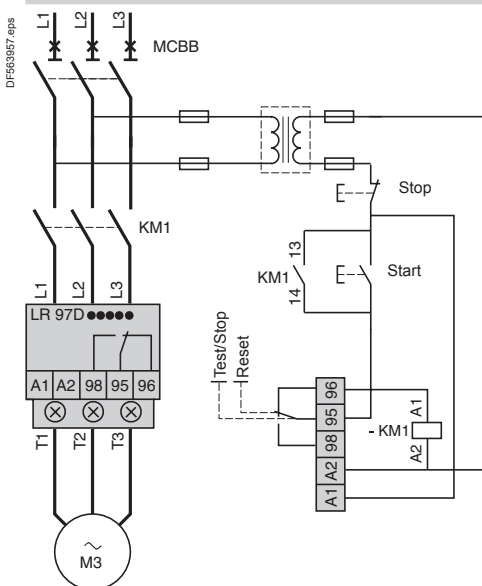 DF563957.eps
L1
L2
L3
MCBB
Stop
KM1
13
KM1
14
Start
L1
L2
L3
LR 97D
A1 A2 98 95 96
Test/Stop
Reset
T1
T2
T3
96
95
98
A2
A1
A1
- KM1
A2
~
M3